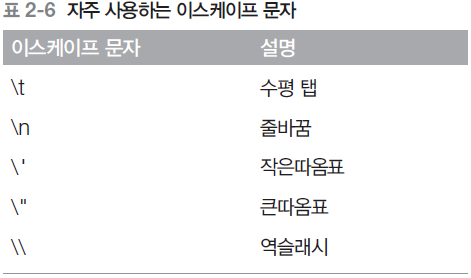 표 2-6 자주 사용하는 이스케이프 문자
이스케이프 문자 설명
\t 수평 탭
\n 줄바꿈
\' 작은따옴표
\" 큰따옴표
\\ 역슬래시